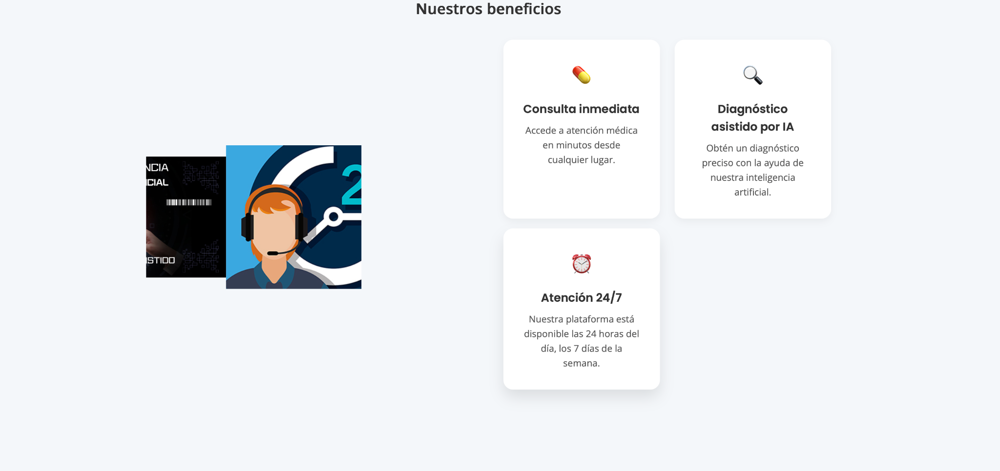 Nuestros beneficios
NCIA
ICIAL
ISTIDO
2
Consulta inmediata
Accede a atención médica
en minutos desde
cualquier lugar.
Diagnóstico
asistido por IA
Obtén un diagnóstico
preciso con la ayuda de
nuestra inteligencia
artificial.
Atención 24/7
Nuestra plataforma está
disponible las 24 horas del
día, los 7 días de la
semana.